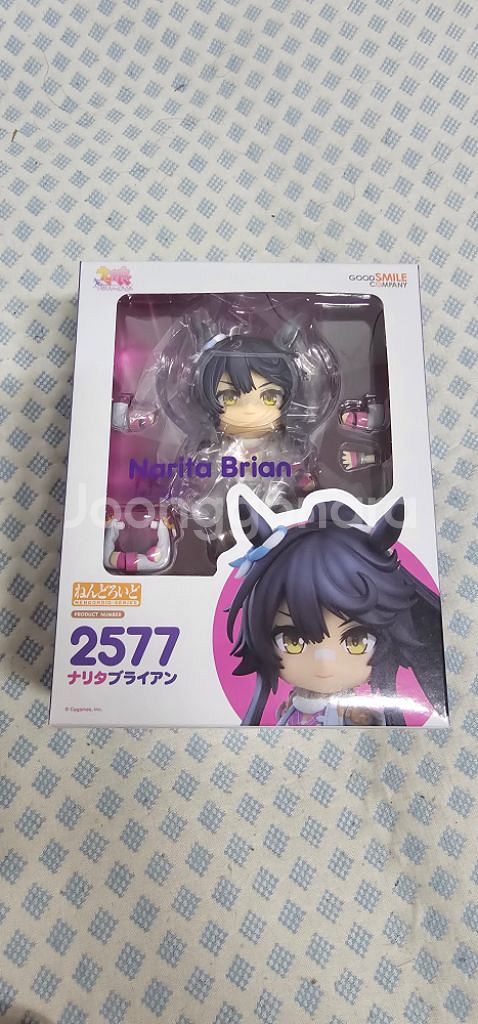 GOOD SMILE
COMPANY
Narita Brian
Joonggonara
ねんどろいど
NENDOROID SERIES
PRODUCT NUMBER
2577
ナリタブライアン
© Cygames, Inc.